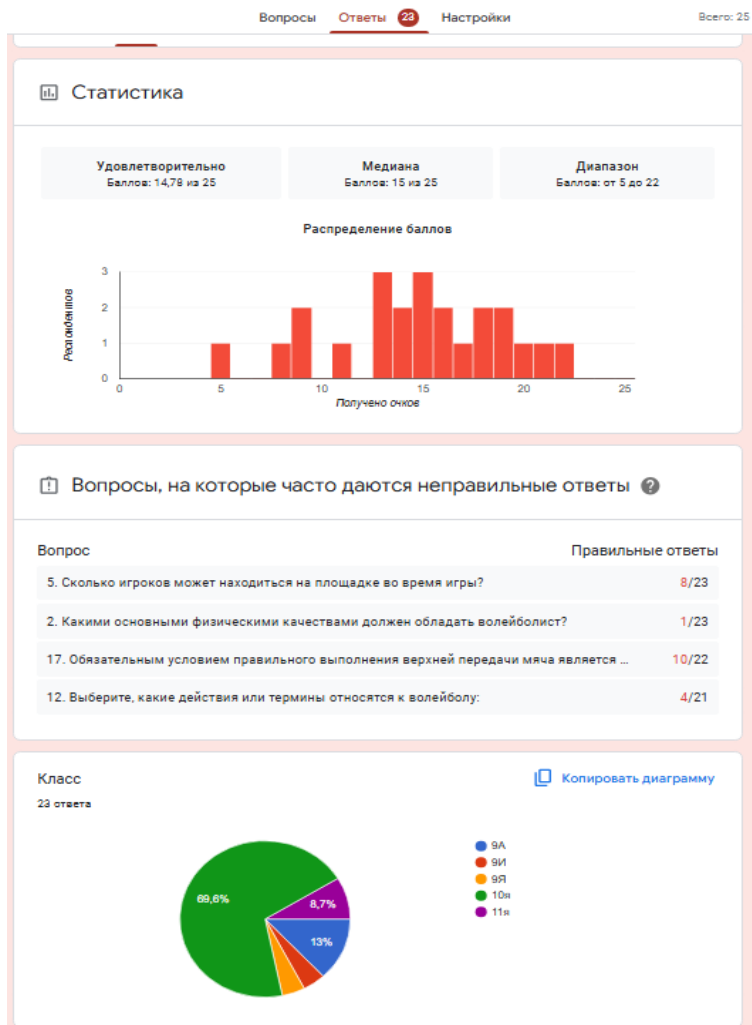 Вопросы Ответы 23 Настройки Всего: 25
Статистика
Удовлетворительно Медиана Диапазон
Баллов: 14,78 из 25 Баллов: 15 из 25 Баллов: от 5 до 22
Распределение баллов
3
2
1
0
Респондентов
0 5 10 15 20 25
Получено очков
Вопросы, на которые часто даются неправильные ответы ?
Вопрос Правильные ответы
5. Сколько игроков может находиться на площадке во время игры? 8/23
2. Какими основными физическими качествами должен обладать волейболист? 1/23
17. Обязательным условием правильного выполнения верхней передачи мяча является ... 10/22
12. Выберите, какие действия или термины относятся к волейболу: 4/21
Класс Копировать диаграмму
23 ответа
9А
9И
9Я
10я
11я
69,6%
8,7%
13%